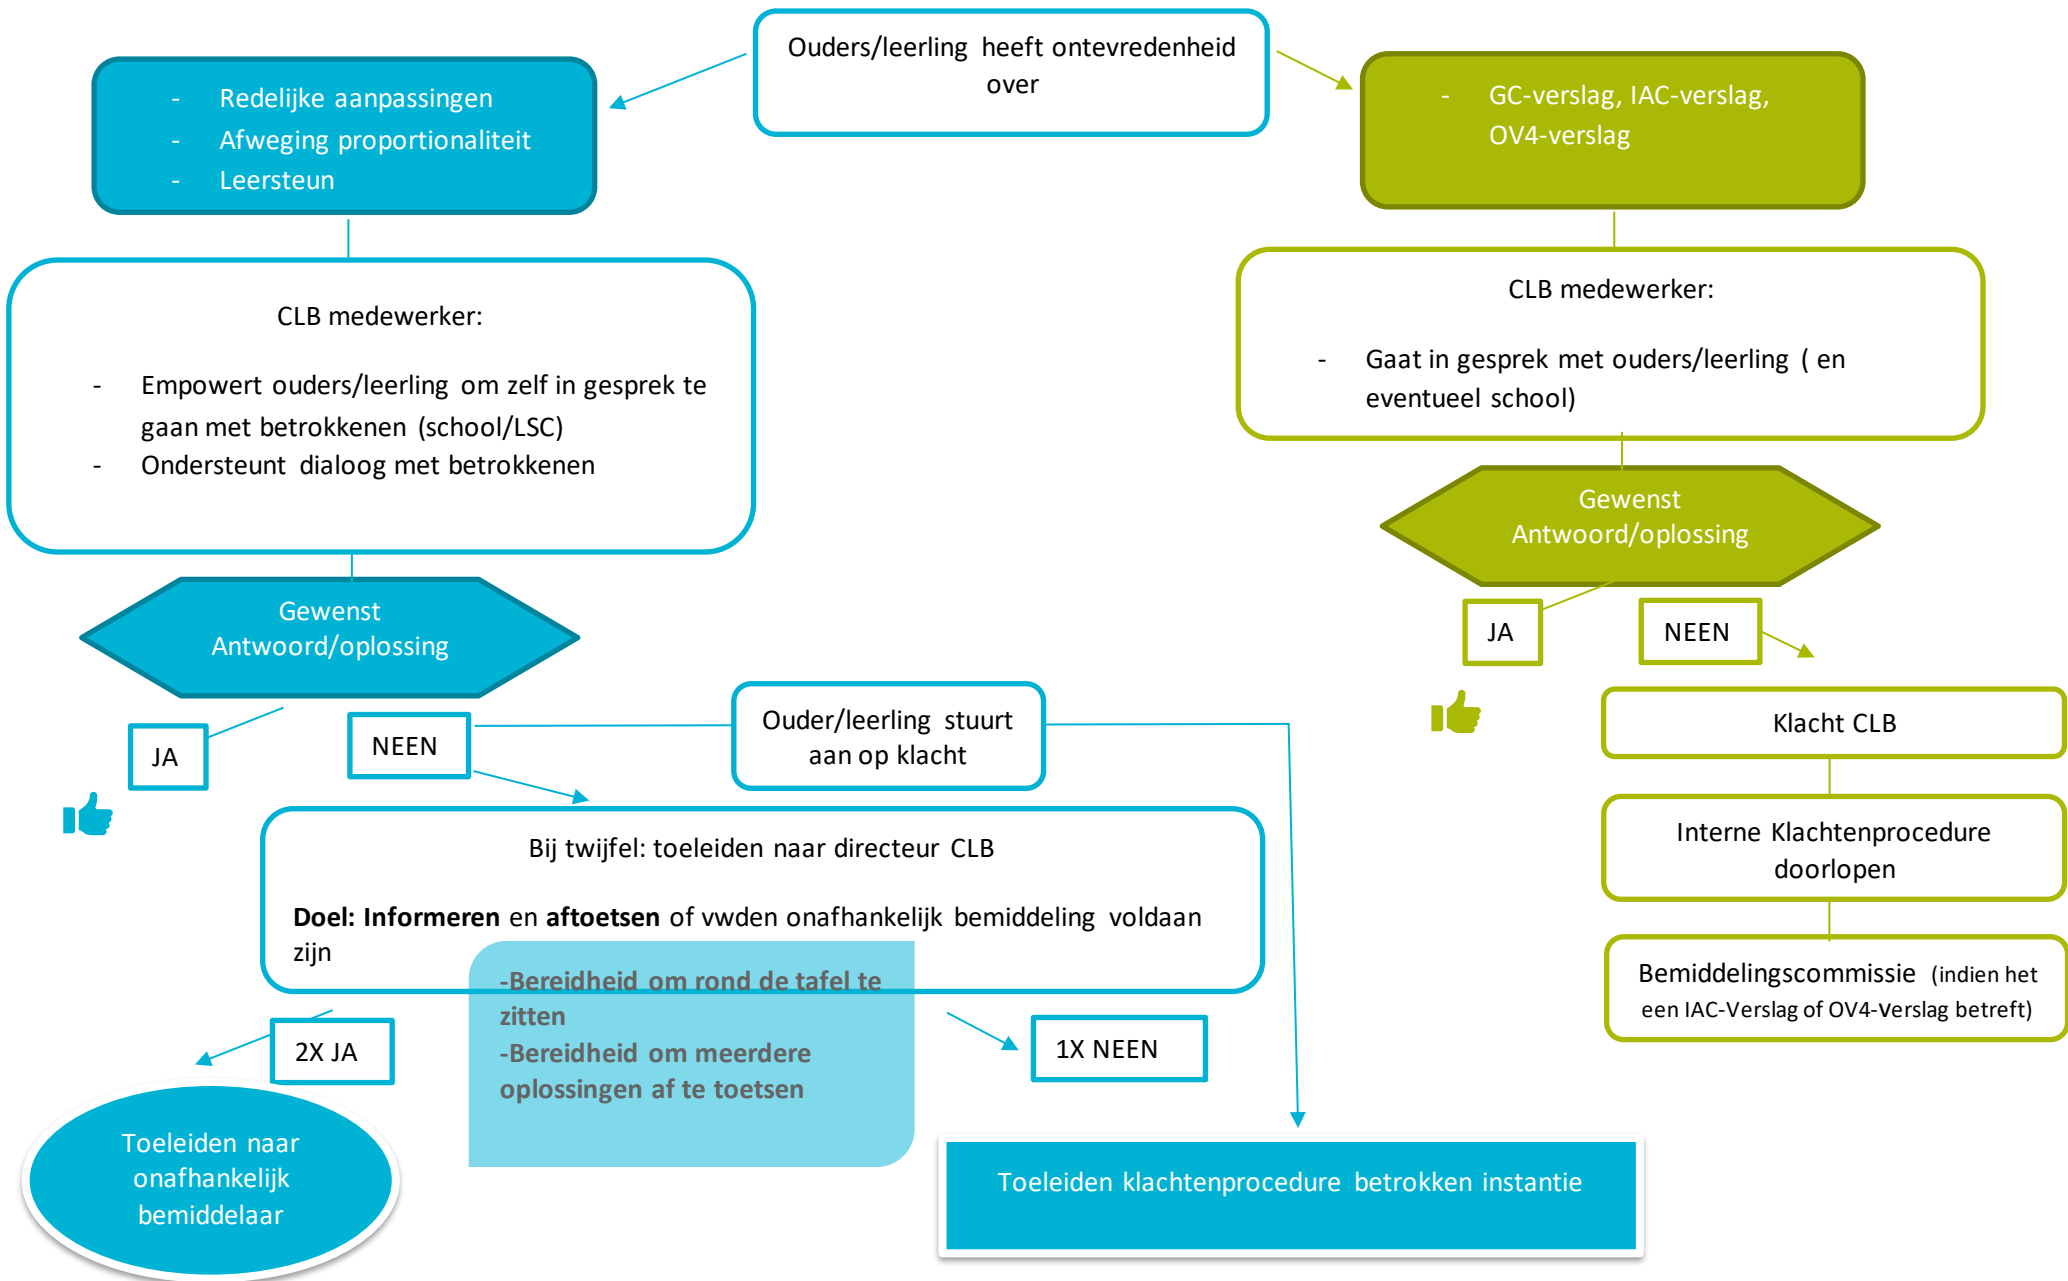 Ouders/leerling heeft ontevredenheid
over
- Redelijke aanpassingen
- Afweging proportionaliteit
- Leersteun
- GC-verslag, IAC-verslag,
OV4-verslag
CLB medewerker:
- Empowert ouders/leerling om zelf in gesprek te
gaan met betrokkenen (school/LSC)
- Ondersteunt dialoog met betrokkenen
CLB medewerker:
- Gaat in gesprek met ouders/leerling ( en
eventueel school)
Gewenst
Antwoord/oplossing
JA
NEEN
Gewenst
Antwoord/oplossing
JA
NEEN
Ouder/leerling stuurt
aan op klacht
Klacht CLB
Interne Klachtenprocedure
doorlopen
Bemiddelingscommissie (indien het
een IAC-Verslag of OV4-verslag betreft)
Bij twijfel: toeleiden naar directeur CLB
Doel: Informeren en aftoetsen of vwden onafhankelijk bemiddeling voldaan
zijn
-Bereidheid om rond de tafel te
zitten
-Bereidheid om meerdere
oplossingen af te toetsen
2X JA
1X NEEN
Toeleiden naar
onafhankelijk
bemiddelaar
Toeleiden klachtenprocedure betrokken instantie